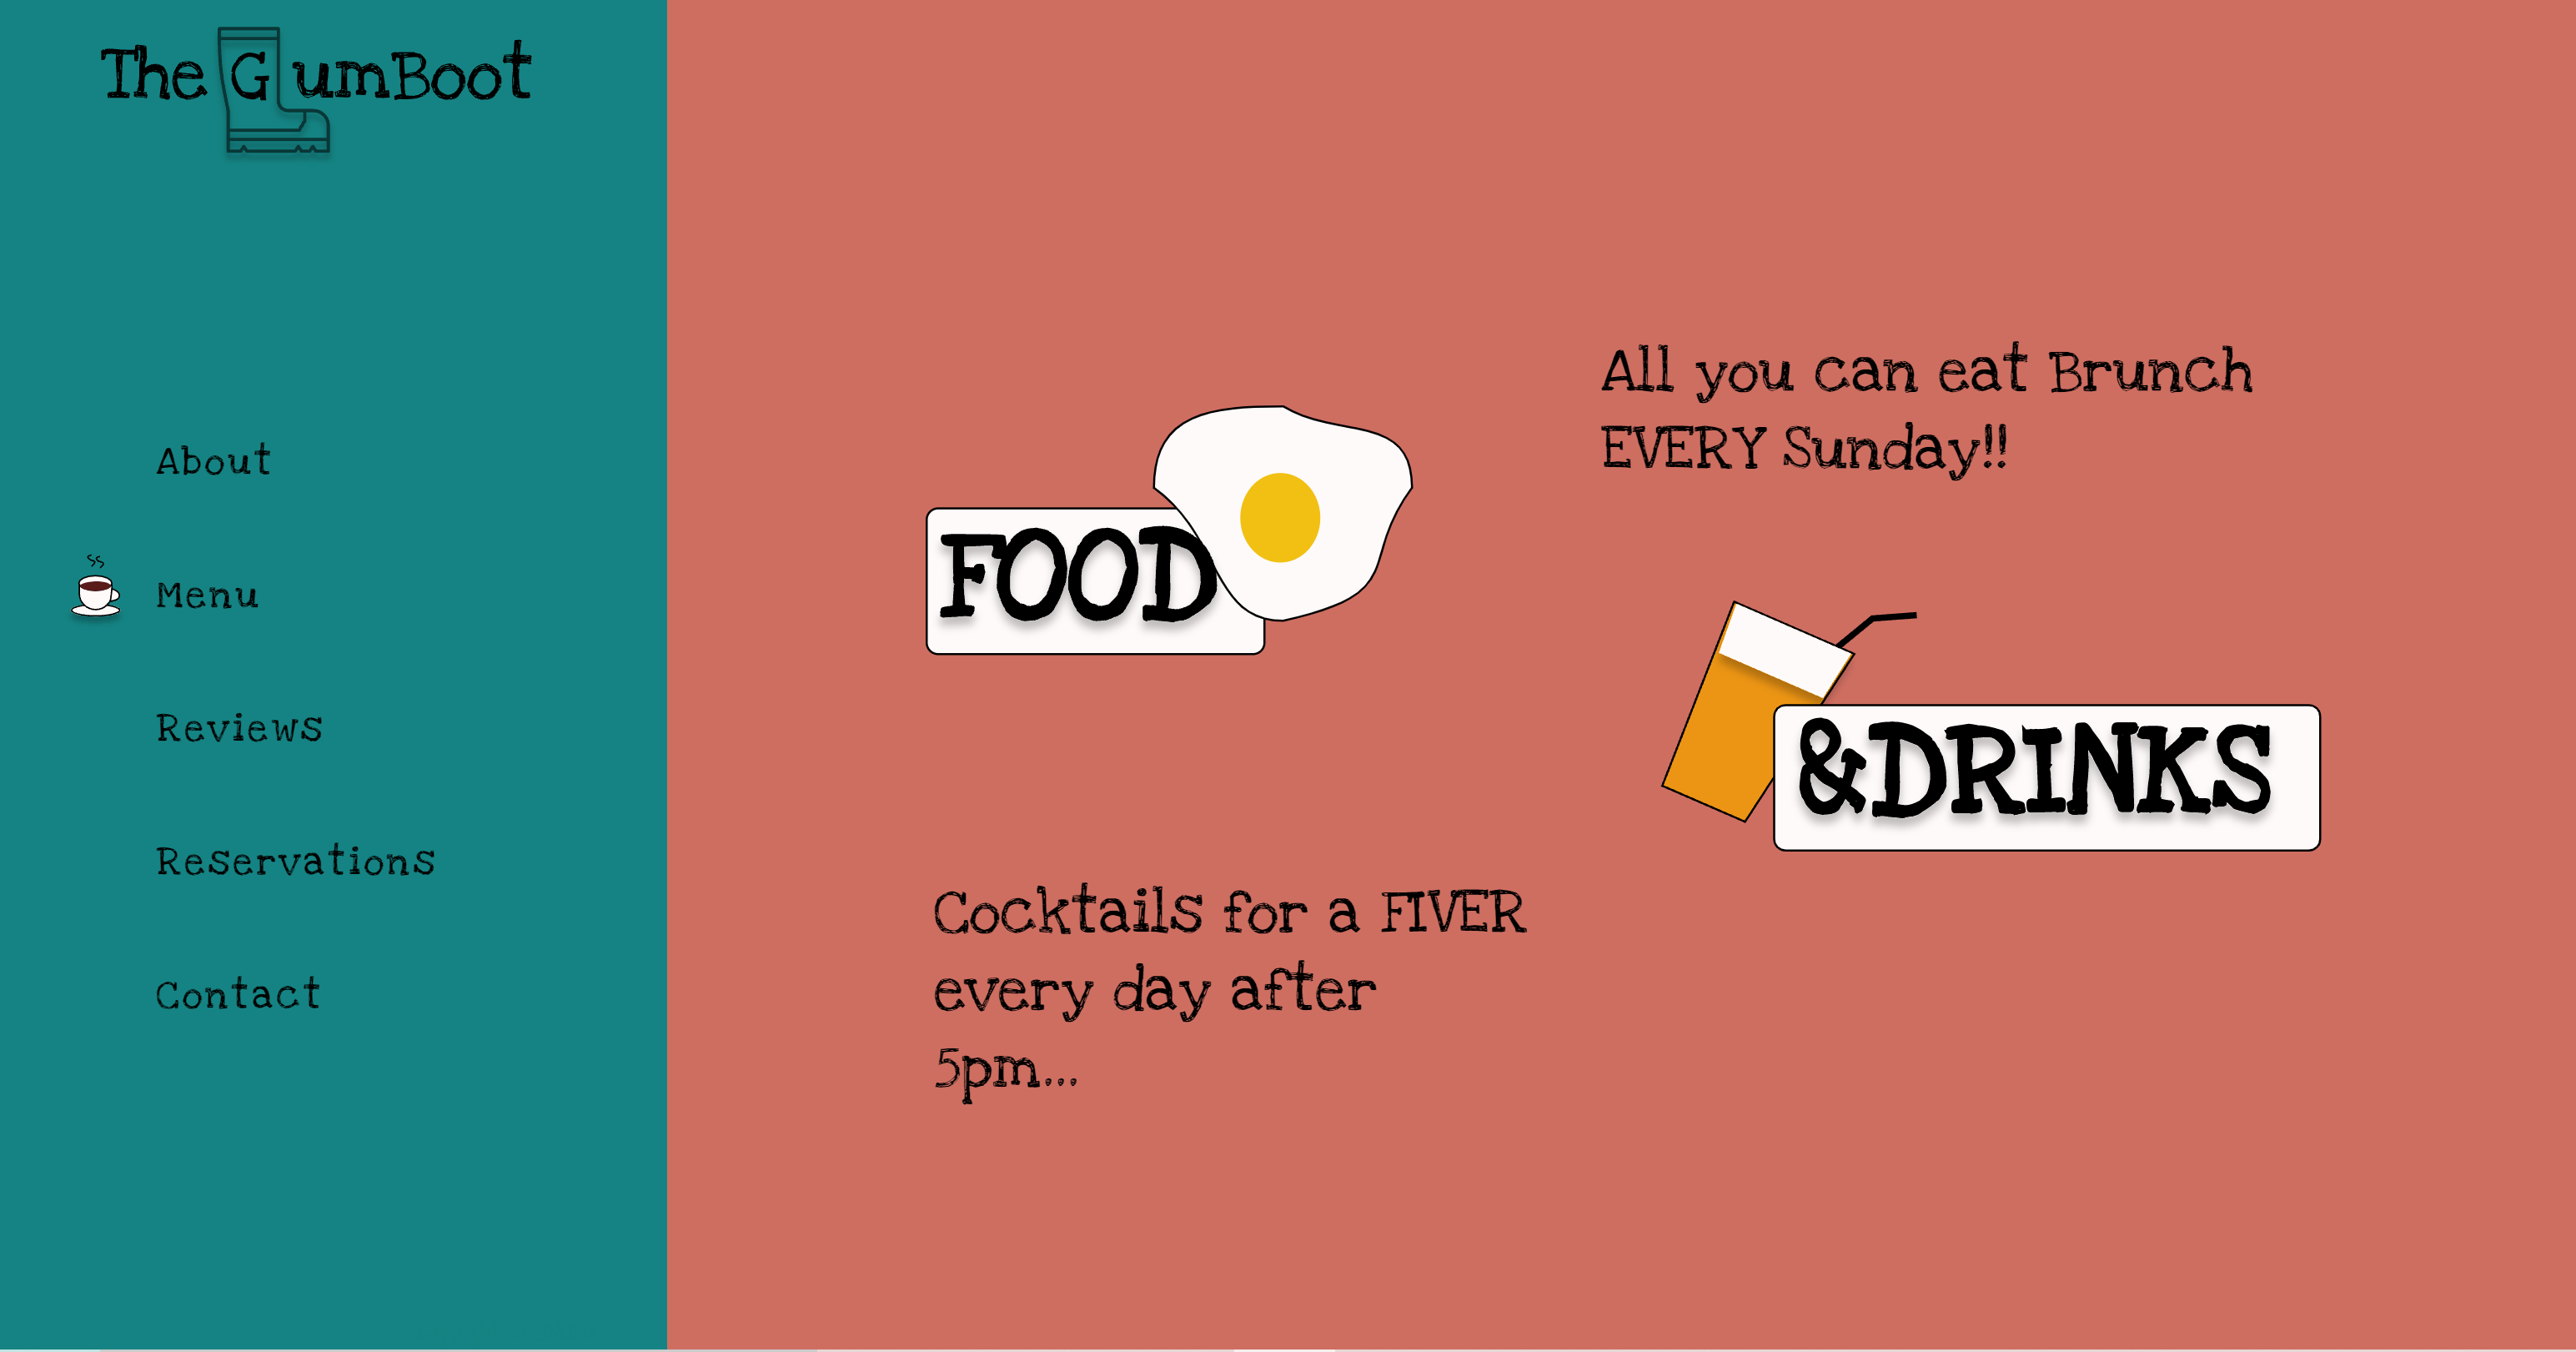 The GumBoot
About
Menu
Reviews
Reservations
Contact
All you can eat Brunch
EVERY Sunday!!
FOOD
&DRINKS
Cocktails for a FIVER
every day after
5pm...